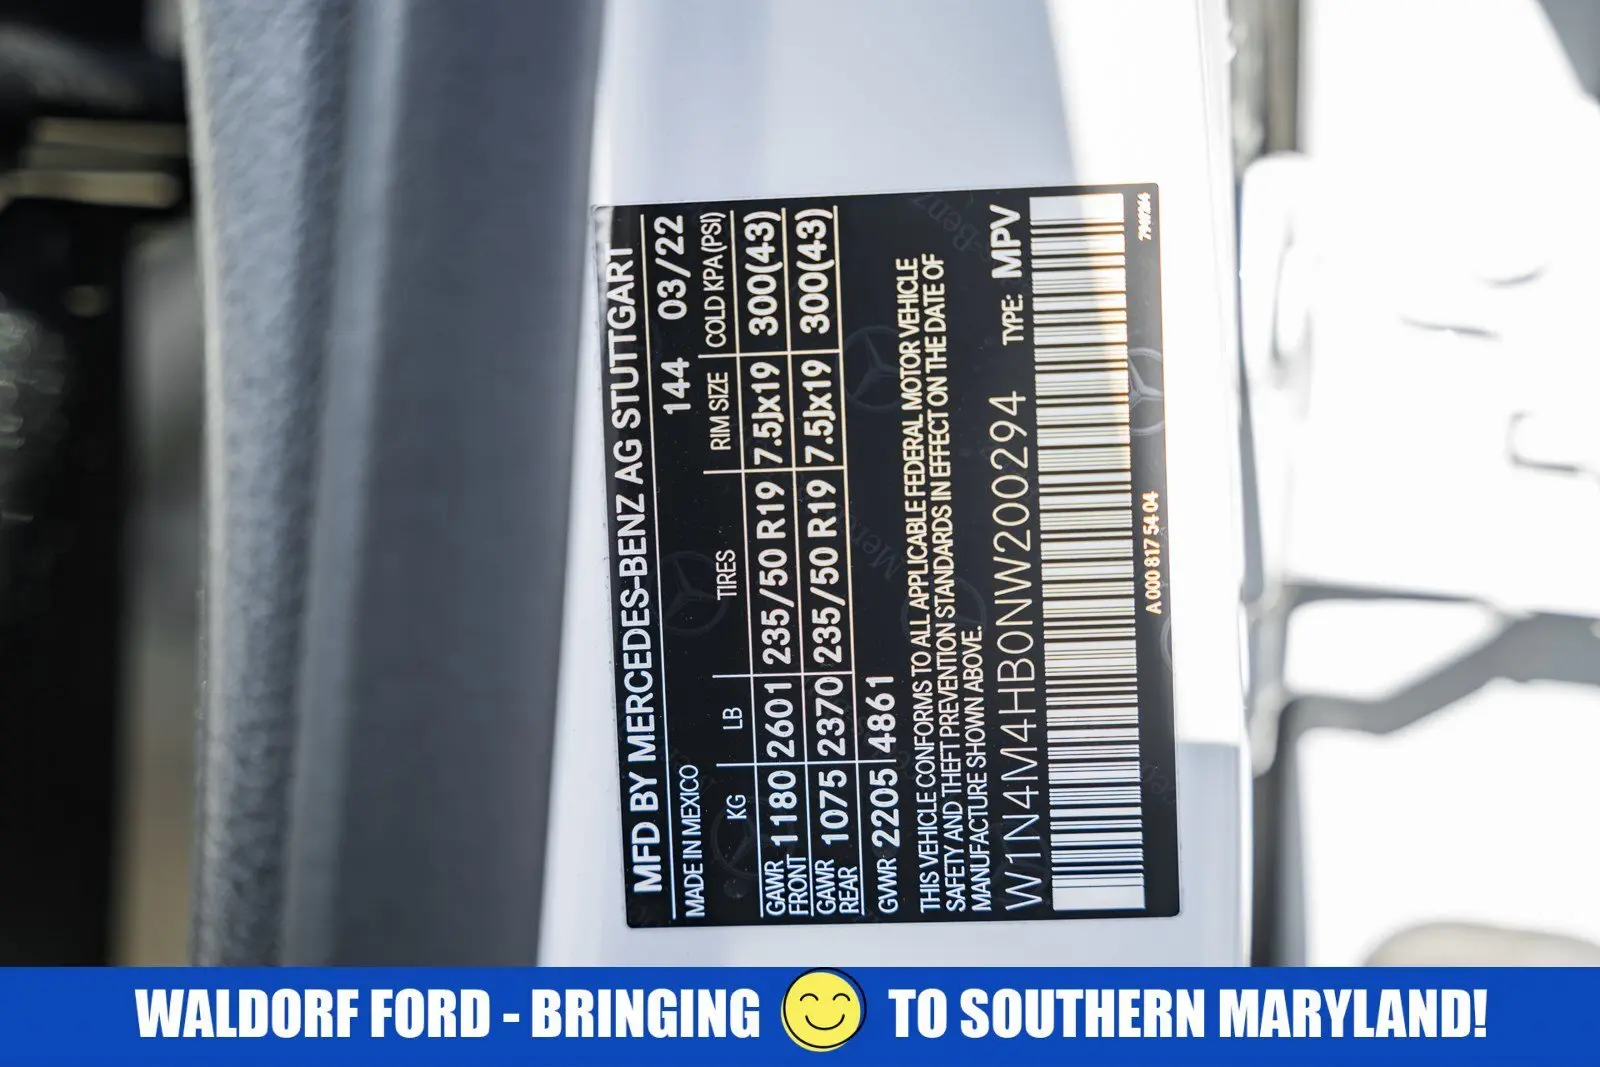 MFD BY MERCEDES-BENZ AG STUTTGART
MADE IN MEXICO 144 03/22
KG LB TIRES RIM SIZE COLD KPA(PSI)
GAWR FRONT 1180 2601 235/50 R19 7.5Jx19 300(43)
GAWR REAR 1075 2370 235/50 R19 7.5Jx19 300(43)
GVWR 2205 4861
THIS VEHICLE CONFORMS TO ALL APPLICABLE FEDERAL MOTOR VEHICLE
SAFETY AND THEFT PREVENTION STANDARDS IN EFFECT ON THE DATE OF
MANUFACTURE SHOWN ABOVE.
W1N4M4HB0NW200294 TYPE: MPV
A 000 817 54 04
WALDORF FORD - BRINGING TO SOUTHERN MARYLAND!